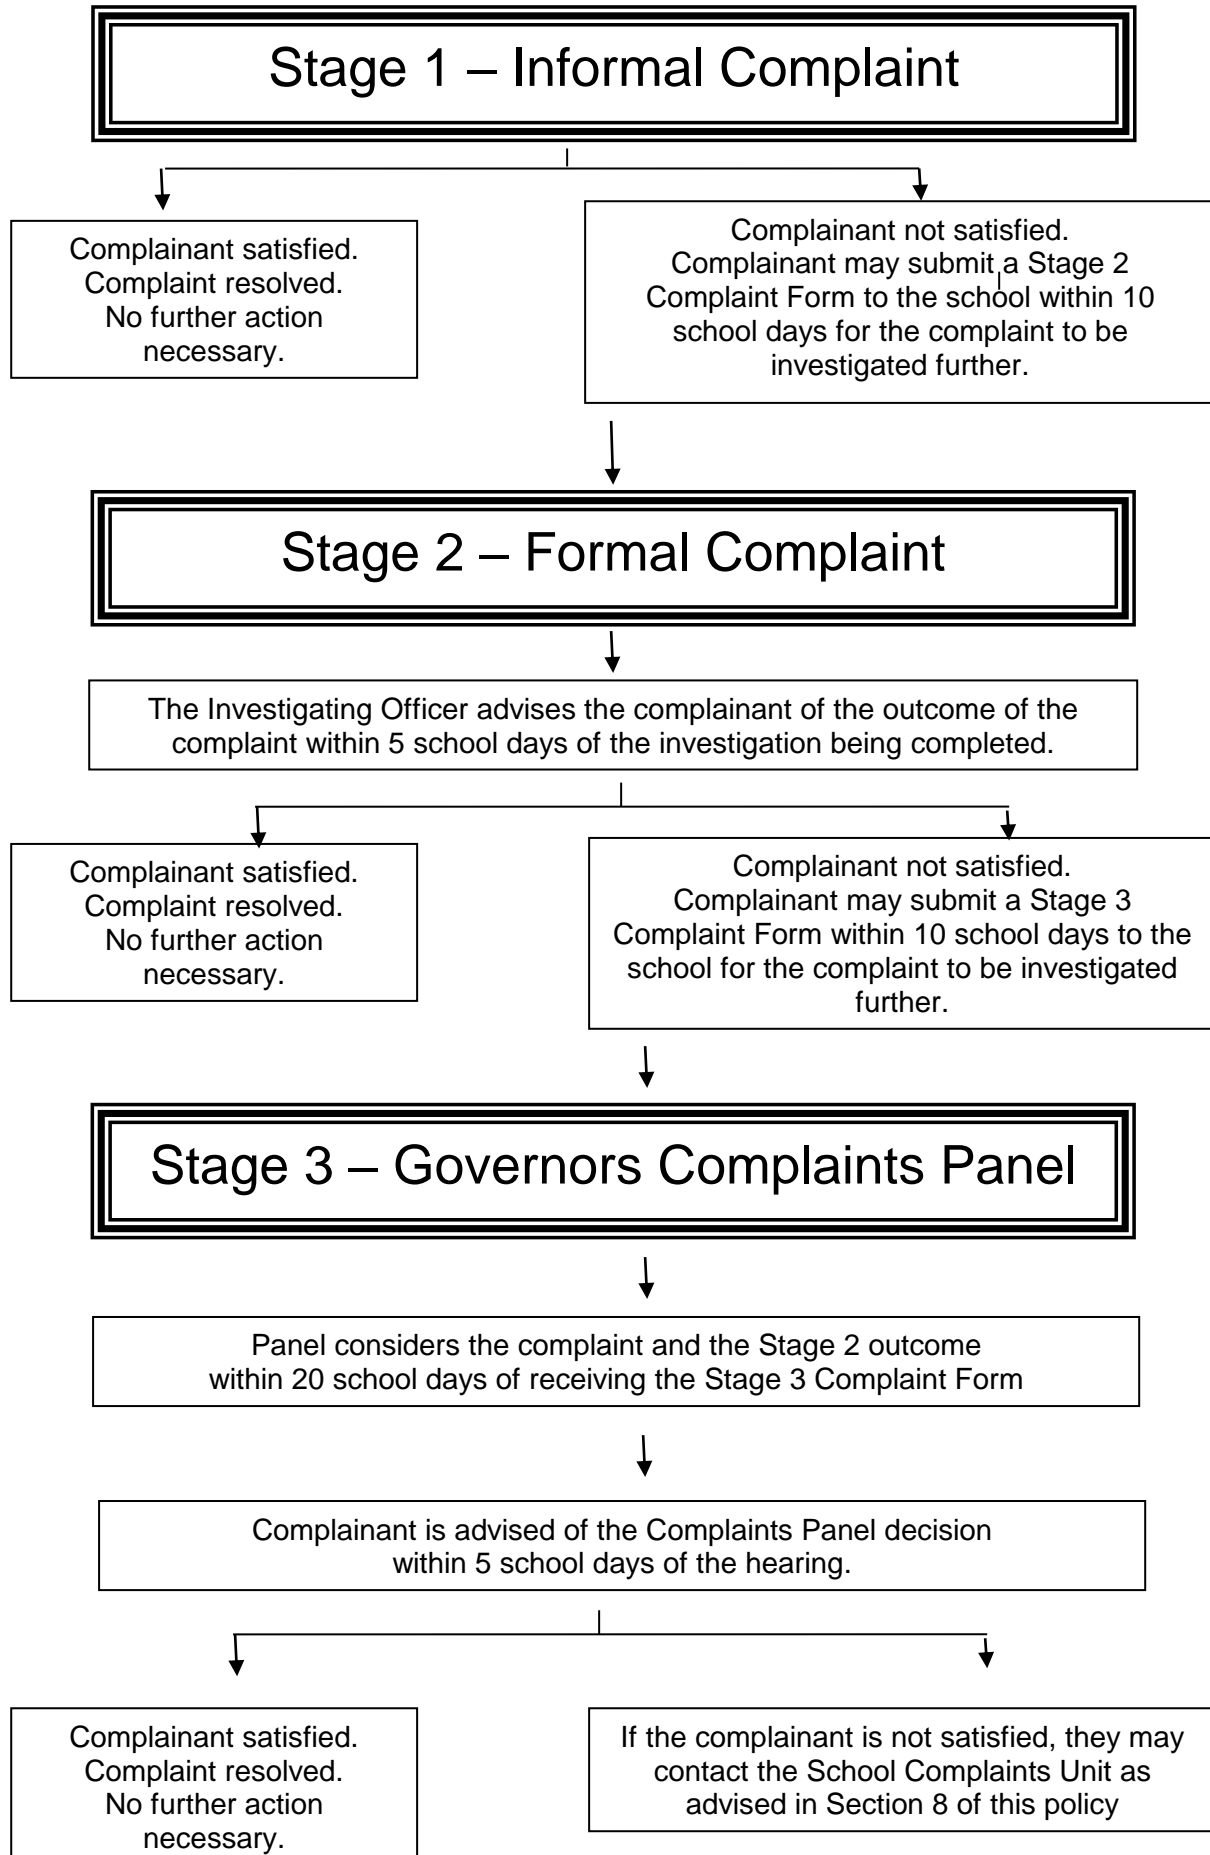 Stage 1 – Informal Complaint
Complainant satisfied.
Complaint resolved.
No further action
necessary.
Complainant not satisfied.
Complainant may submit a Stage 2
Complaint Form to the school within 10
school days for the complaint to be
investigated further.
Stage 2 – Formal Complaint
The Investigating Officer advises the complainant of the outcome of the
complaint within 5 school days of the investigation being completed.
Complainant satisfied.
Complaint resolved.
No further action
necessary.
Complainant not satisfied.
Complainant may submit a Stage 3
Complaint Form within 10 school days to the
school for the complaint to be investigated
further.
Stage 3 – Governors Complaints Panel
Panel considers the complaint and the Stage 2 outcome
within 20 school days of receiving the Stage 3 Complaint Form
Complainant is advised of the Complaints Panel decision
within 5 school days of the hearing.
Complainant satisfied.
Complaint resolved.
No further action
necessary.
If the complainant is not satisfied, they may
contact the School Complaints Unit as
advised in Section 8 of this policy